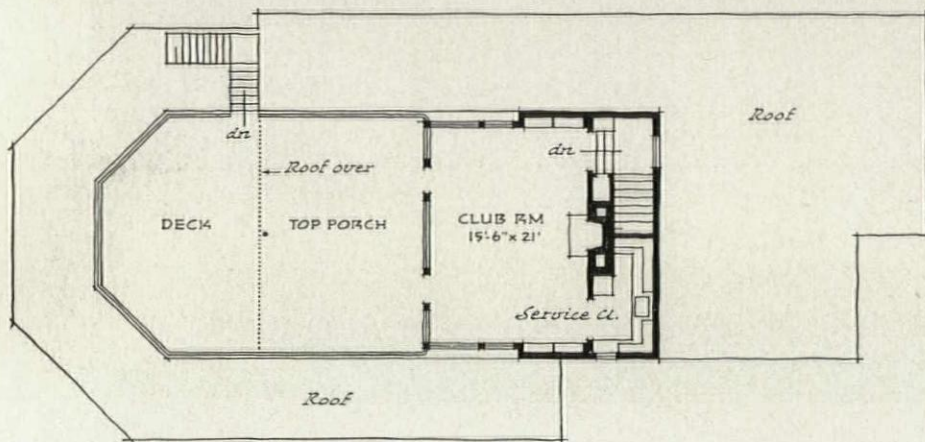 Roof
dn
Roof over
dn
DECK
TOP PORCH
CLUB RM
15'-6" x 21'
Service Cl.
Roof